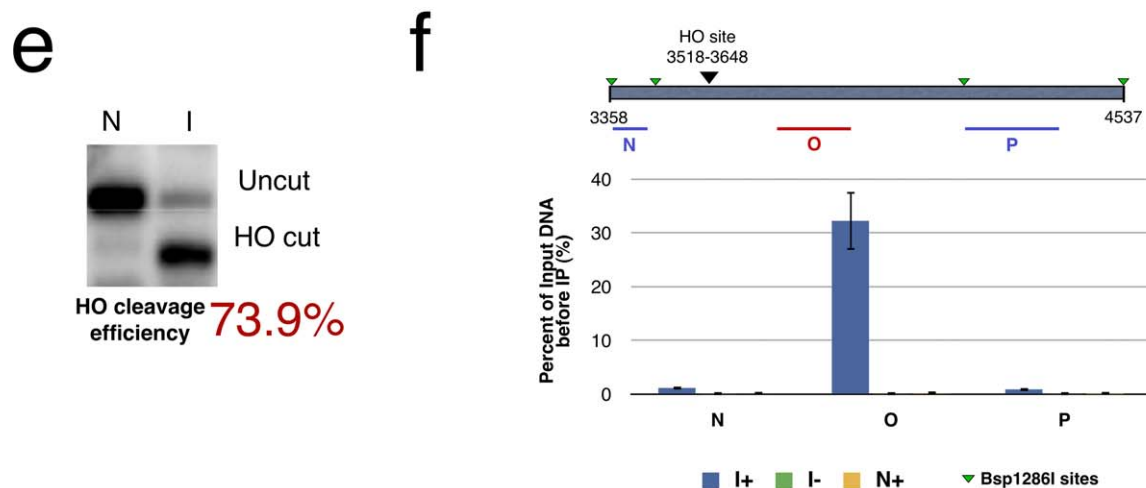 e
N I
Uncut
HO cut
HO cleavage
efficiency
73.9%
f
HO site
3518-3648
3358
4537
N
O
P
Percent of Input DNA
before IP (%)
40
30
20
10
0
N
O
P
I+
I-
N+
Bsp1286I sites